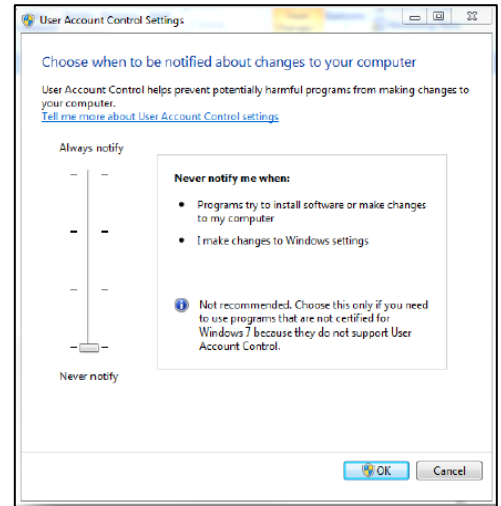 User Account Control Settings
Choose when to be notified about changes to your computer
User Account Control helps prevent potentially harmful programs from making changes to
your computer.
Tell me more about User Account Control settings
Always notify
Never notify me when:
• Programs try to install software or make changes
to my computer
• I make changes to Windows settings
Not recommended. Choose this only if you need
to use programs that are not certified for
Windows 7 because they do not support User
Account Control.
Never notify
OK Cancel